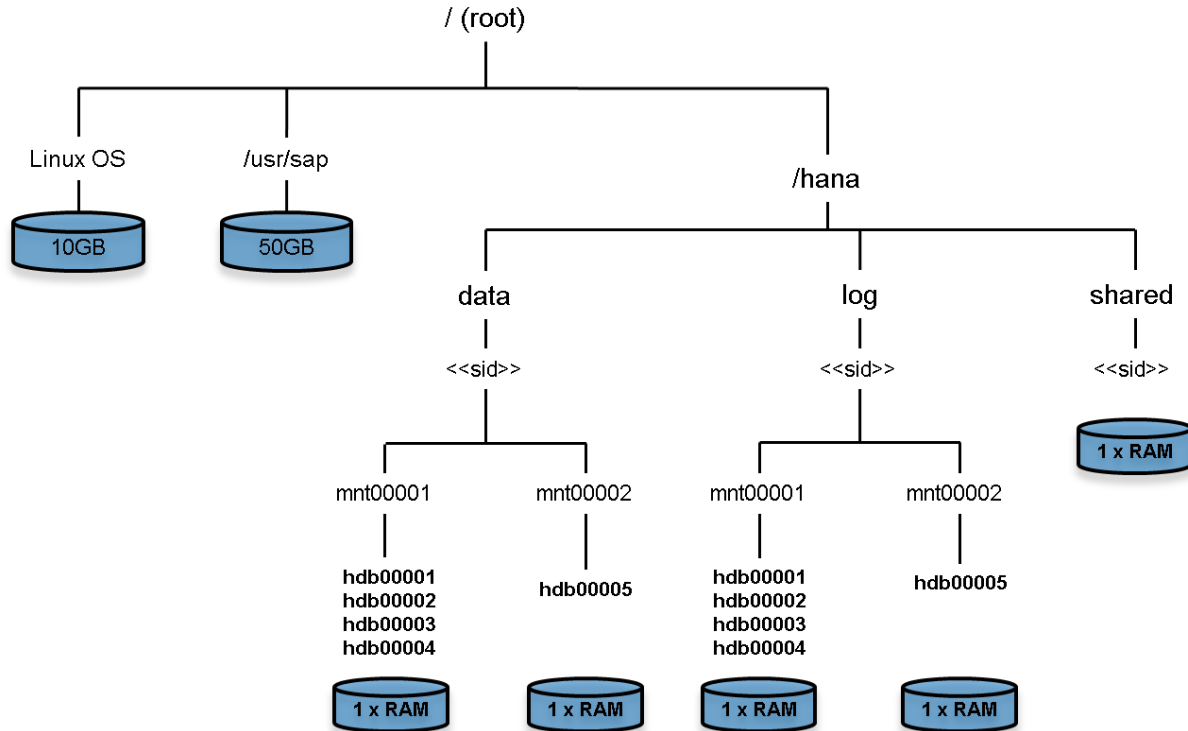 / (root)
Linux OS
/usr/sap
/hana
10GB
50GB
data
log
shared
<<sid>>
<<sid>>
<<sid>>
1 x RAM
mnt00001
mnt00002
mnt00001
mnt00002
hdb00001
hdb00002
hdb00003
hdb00004
hdb00005
hdb00001
hdb00002
hdb00003
hdb00004
hdb00005
1 x RAM
1 x RAM
1 x RAM
1 x RAM